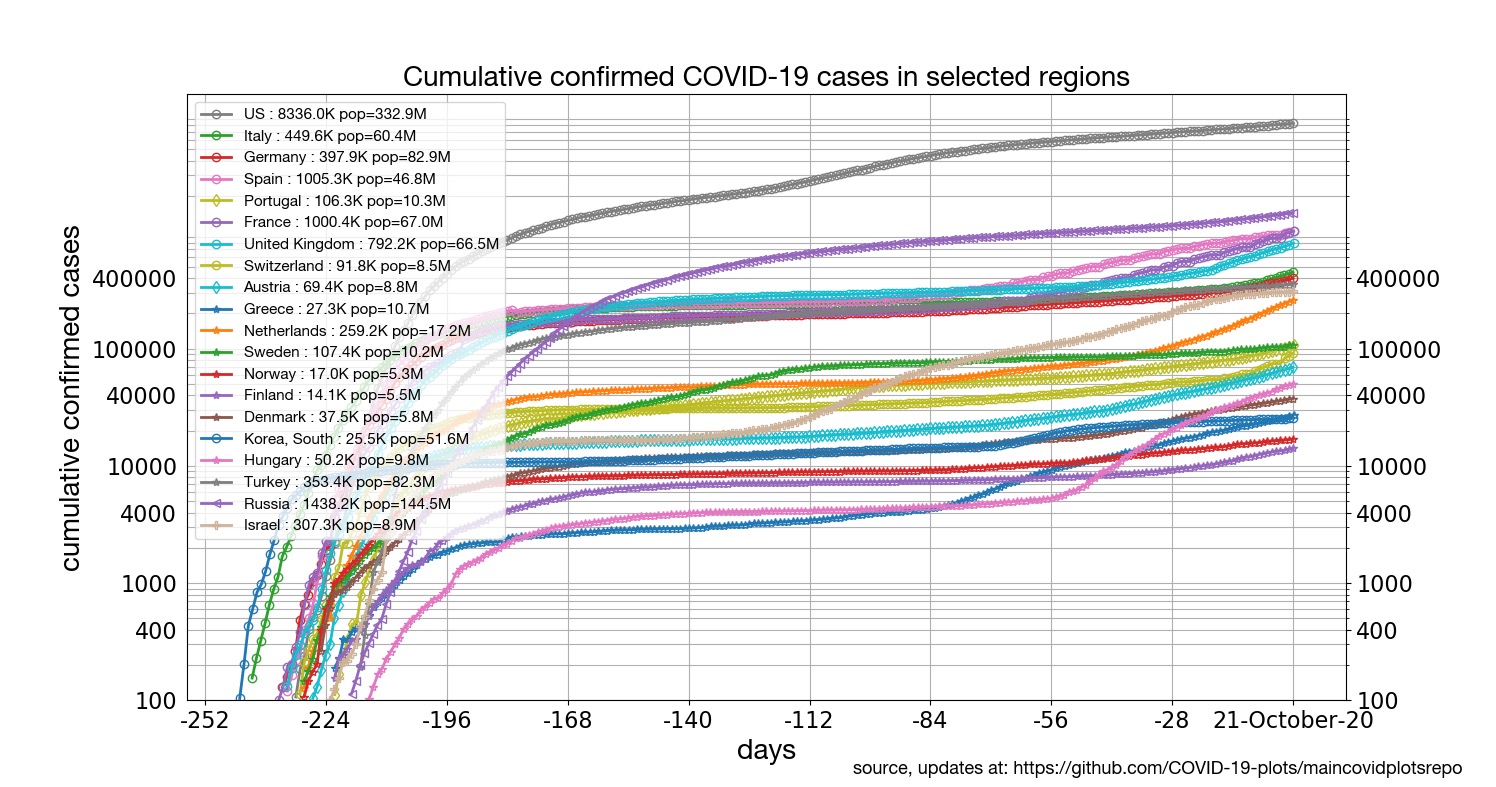 Cumulative confirmed COVID-19 cases in selected regions
US : 8336.0K pop=332.9M
Italy : 449.6K pop=60.4M
Germany : 397.9K pop=82.9M
Spain : 1005.3K pop=46.8M
Portugal : 106.3K pop=10.3M
France : 1000.4K pop=67.0M
United Kingdom : 792.2K pop=66.5M
Switzerland : 91.8K pop=8.5M
Austria : 69.4K pop=8.8M
Greece : 27.3K pop=10.7M
Netherlands : 259.2K pop=17.2M
Sweden : 107.4K pop=10.2M
Norway : 17.0K pop=5.3M
Finland : 14.1K pop=5.5M
Denmark : 37.5K pop=5.8M
Korea, South : 25.5K pop=51.6M
Hungary : 50.2K pop=9.8M
Turkey : 353.4K pop=82.3M
Russia : 1438.2K pop=144.5M
Israel : 307.3K pop=8.9M
cumulative confirmed cases
400000
100000
40000
10000
4000
1000
400
100
400000
100000
40000
10000
4000
1000
400
100
-252 -224 -196 -168 -140 -112 -84 -56 -28 21-October-20
days
source, updates at: https://github.com/COVID-19-plots/maincovidplotsrepo